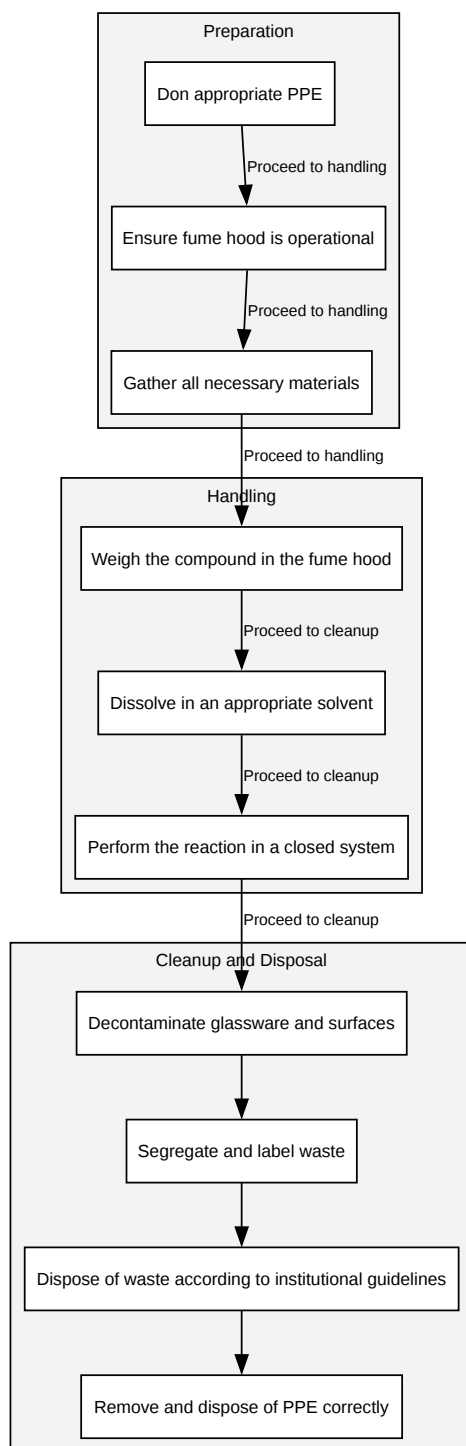 Preparation
Don appropriate PPE
Proceed to handling
Ensure fume hood is operational
Proceed to handling
Gather all necessary materials
Proceed to handling
Handling
Weigh the compound in the fume hood
Proceed to cleanup
Dissolve in an appropriate solvent
Proceed to cleanup
Perform the reaction in a closed system
Proceed to cleanup
Cleanup and Disposal
Decontaminate glassware and surfaces
Segregate and label waste
Dispose of waste according to institutional guidelines
Remove and dispose of PPE correctly